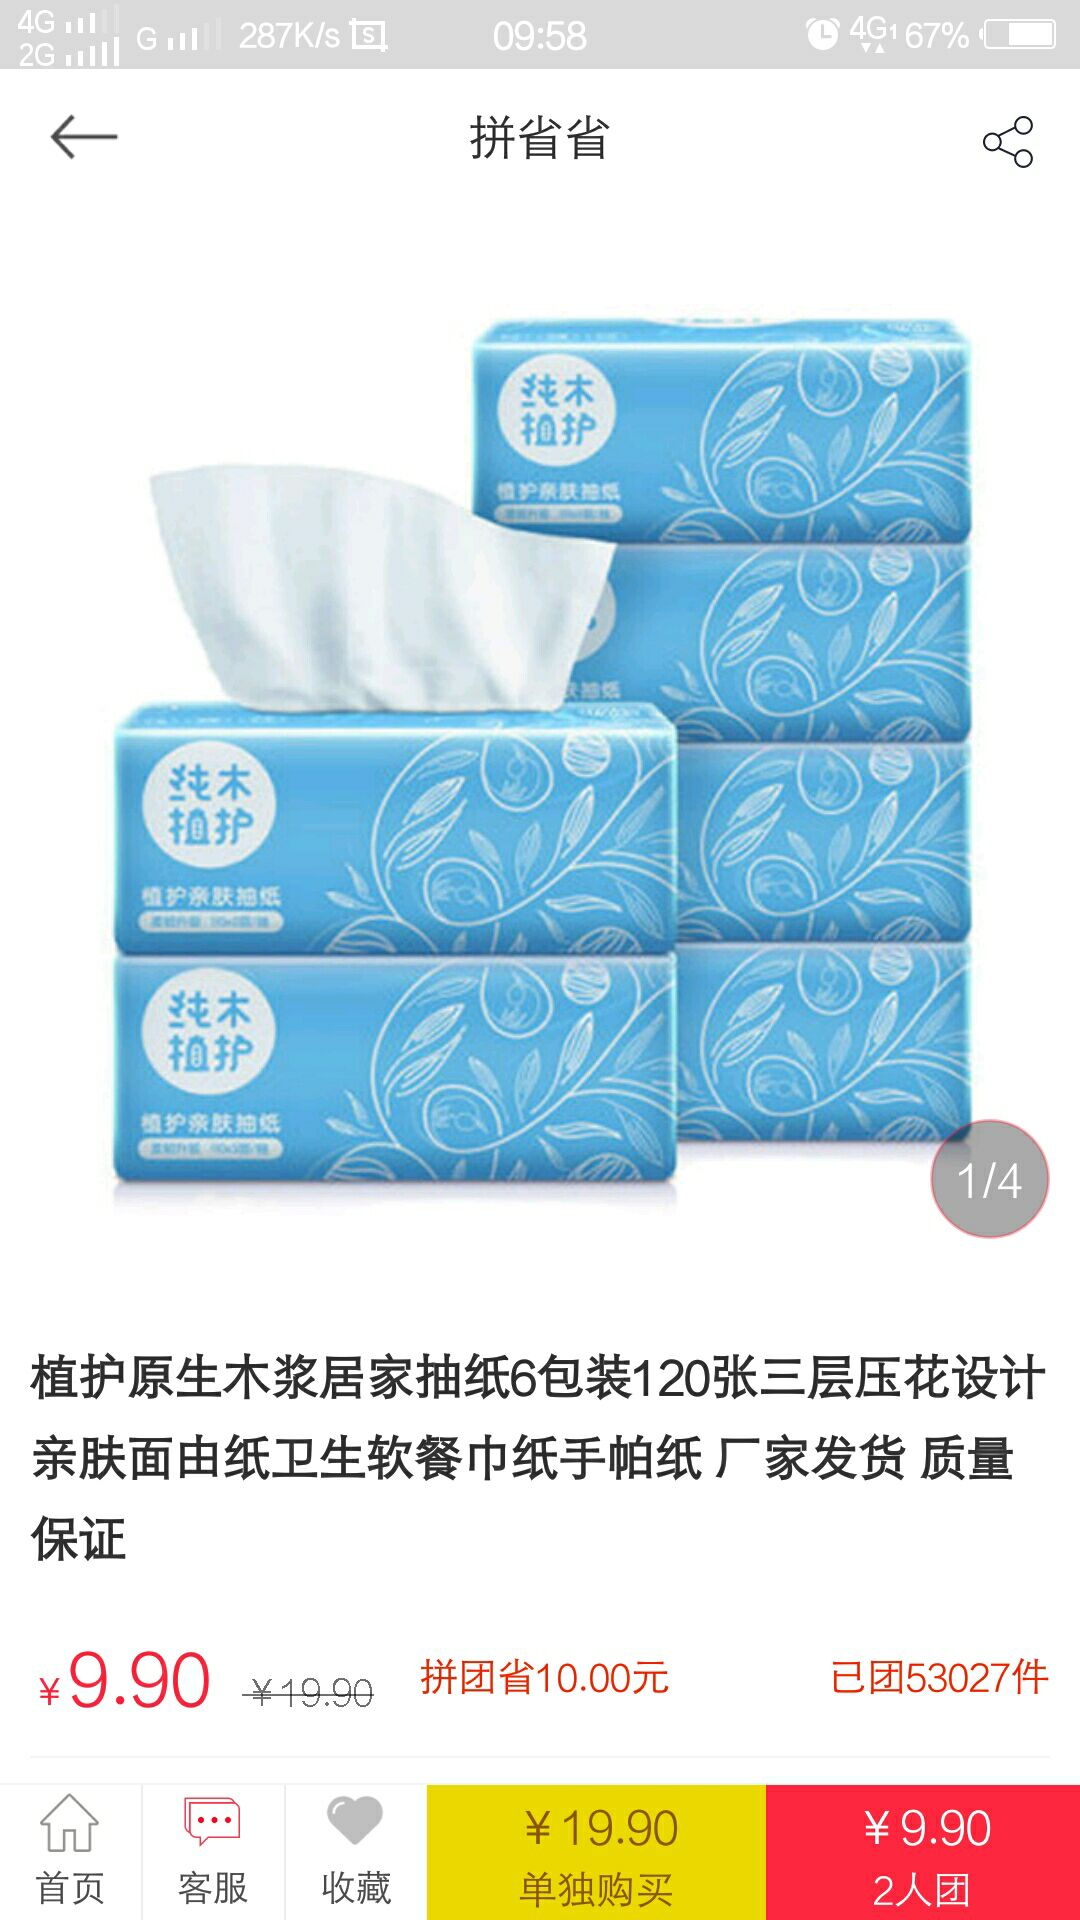 4G
2G
G
287K/s
09:58
4G1
67%
拼省省
纯木
植护
植护亲肤抽纸
肤抽纸
纯木
植护
植护亲肤抽纸
纯木
植护
植护亲肤抽纸
1/4
植护原生木浆居家抽纸6包装120张三层压花设计
亲肤面由纸卫生软餐巾纸手帕纸 厂家发货 质量
保证
¥9.90 ¥19.90 拼团省10.00元 已团53027件
首页
客服
收藏
¥19.90
单独购买
¥9.90
2人团